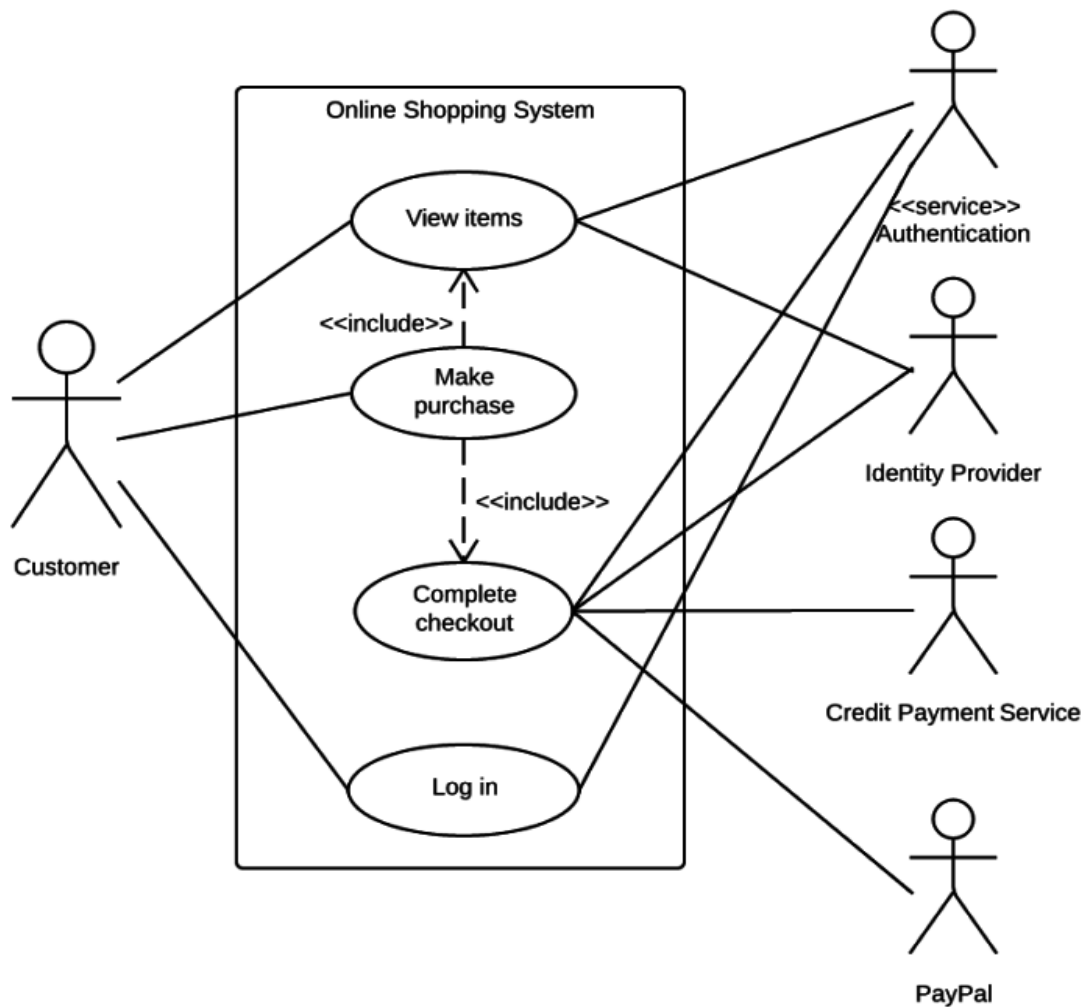 Online Shopping System
View items
<<include>>
Make
purchase
<<include>>
Complete
checkout
Log in
Customer
<<service>>
Authentication
Identity Provider
Credit Payment Service
PayPal